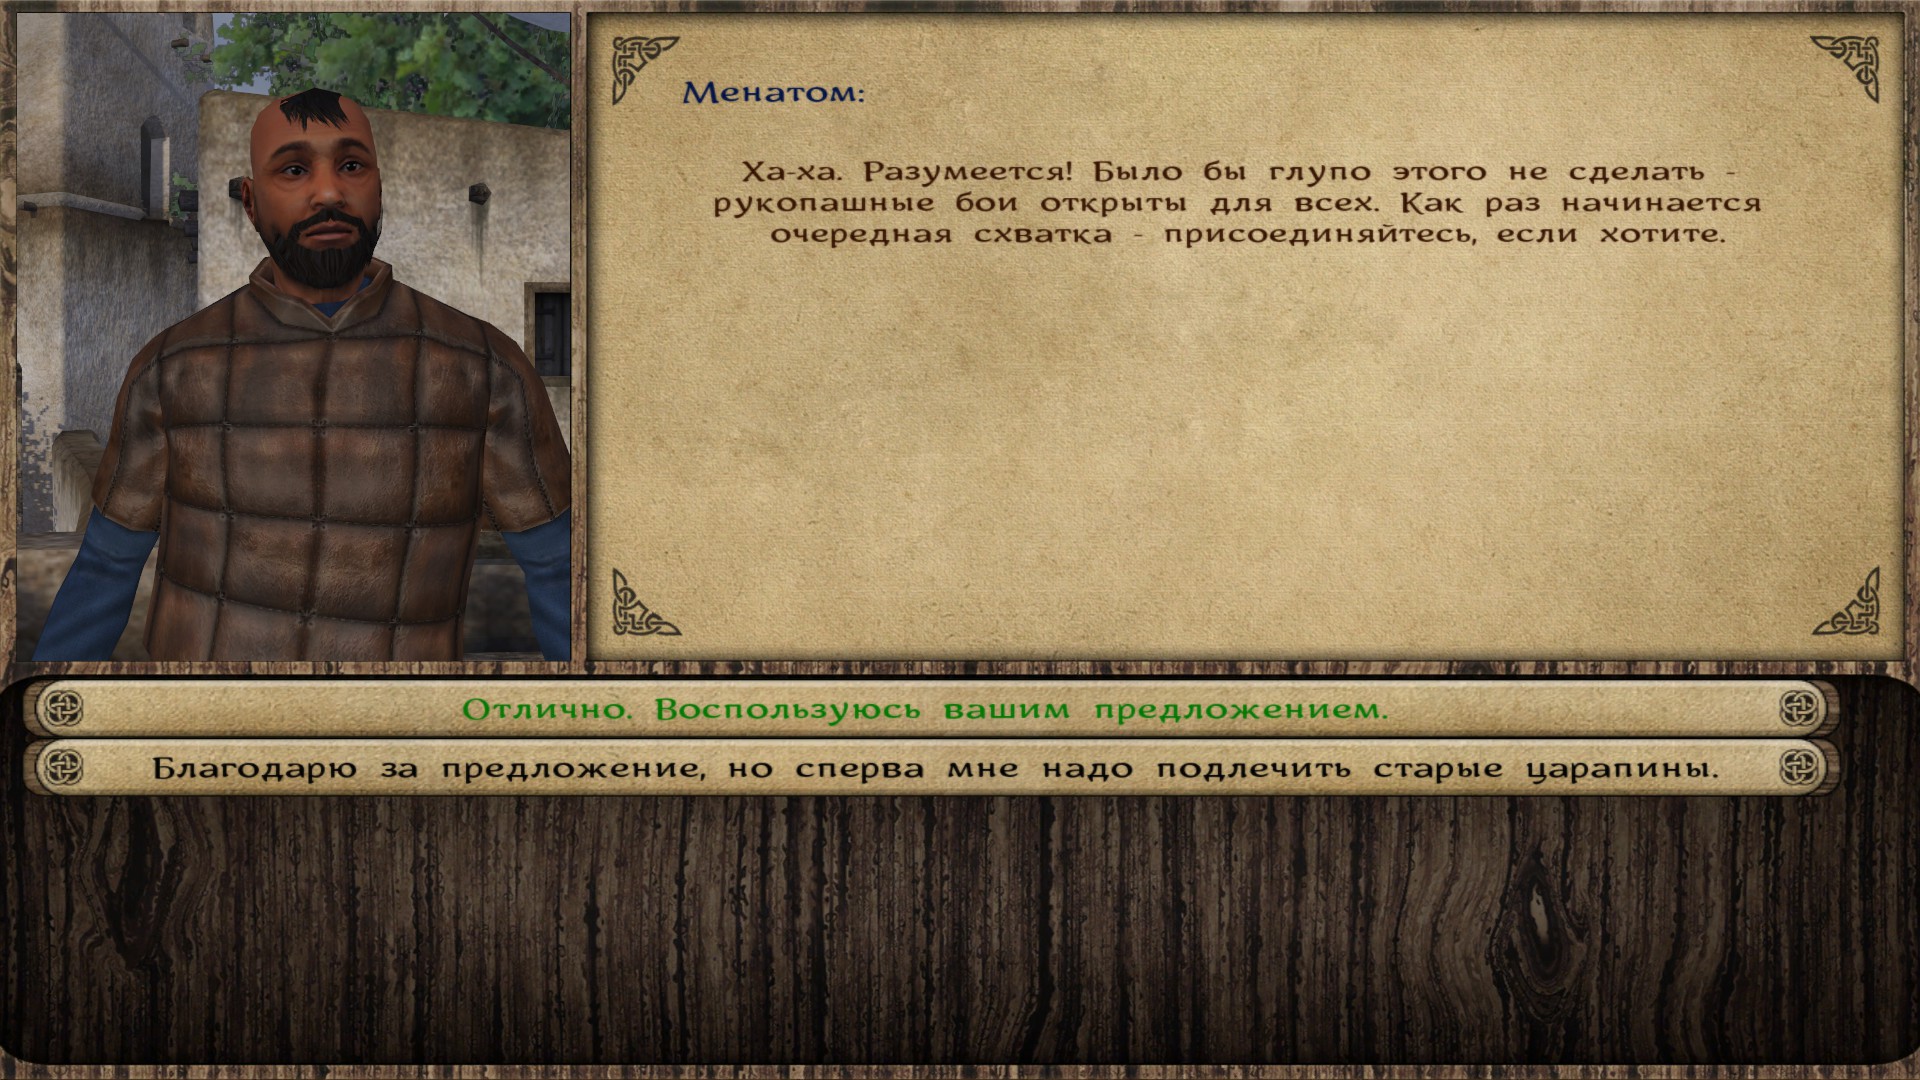 Менатом:
Ха-ха. Разумеется! Было бы глупо этого не сделать -
рукопашные бои открыты для всех. Как раз начинается
очередная схватка - присоединяйтесь, если хотите.
Отлично. Воспользуюсь вашим предложением.
Благодарю за предложение, но сперва мне надо подлечить старые царапины.